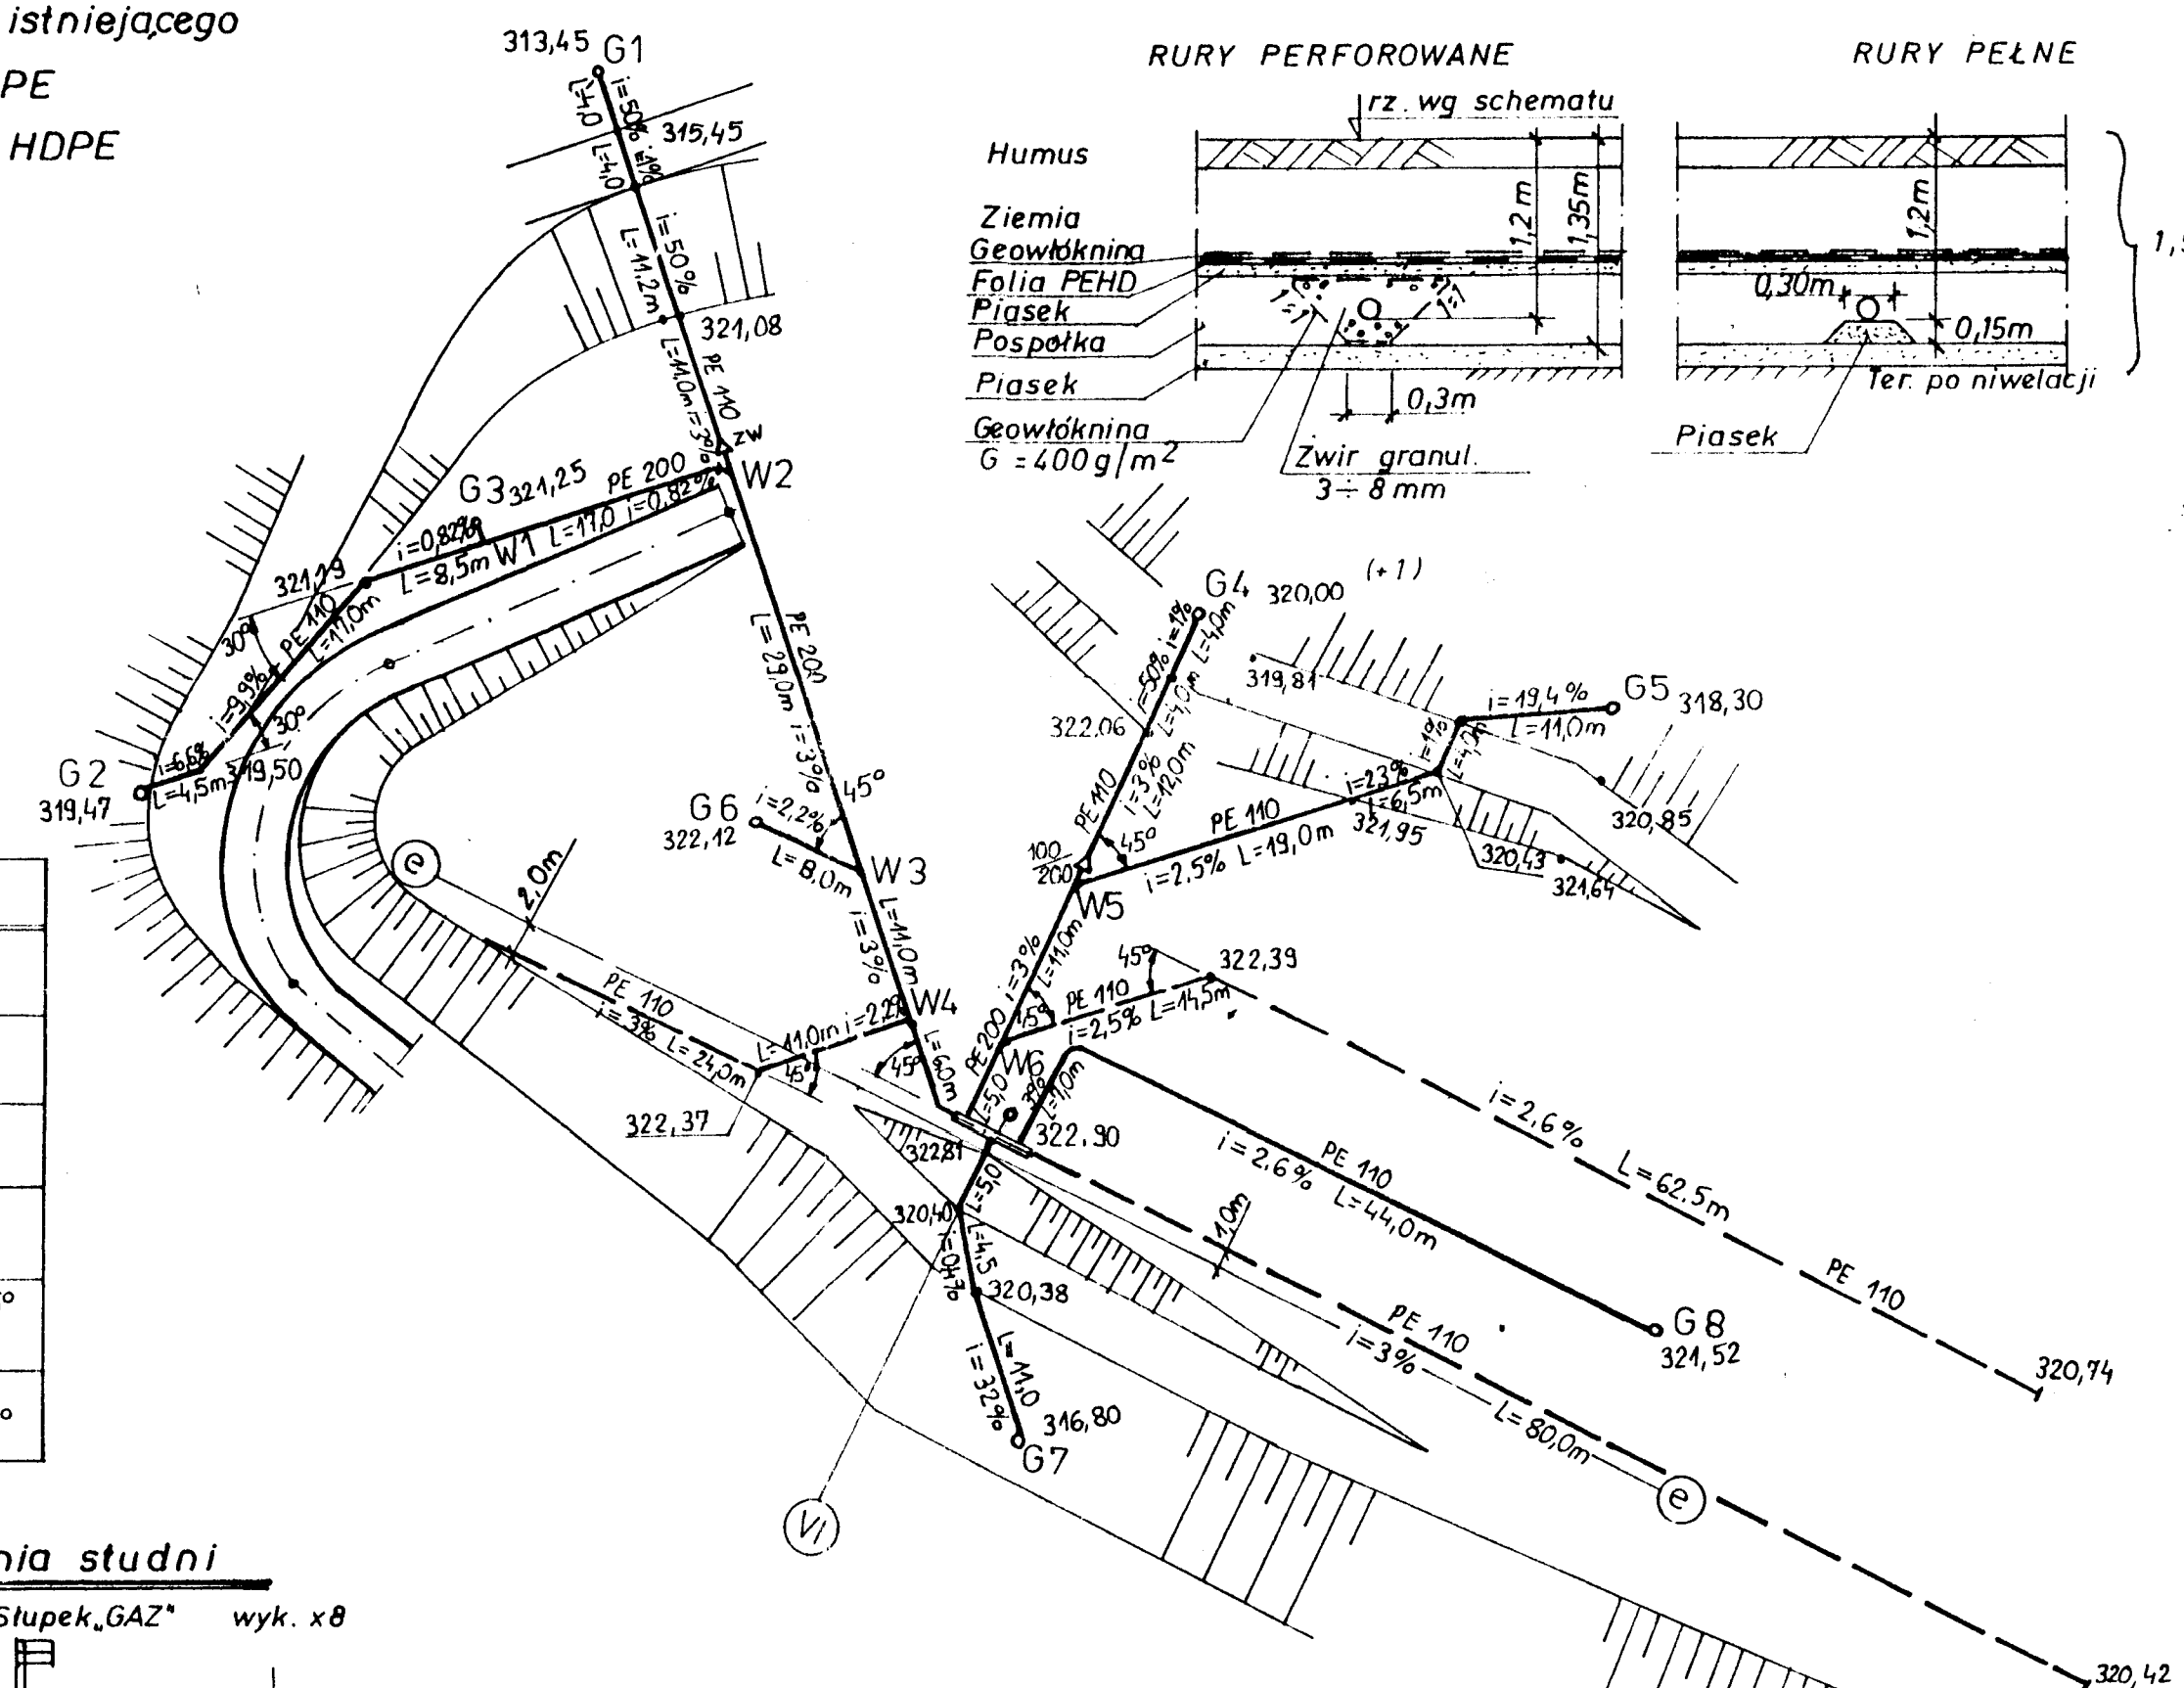 istniejącego
PE
HDPE
313,45 G1
L=4,0
i=50%
315,45
L=4,0
i=1%
i=50%
L=11.2m
321,08
PE 110
L=11,0m i=3%
ZW
W2
G3 321,25
PE 200
i=0,82%
L=17,0 i=0,82%
W1
L=8,5m
321,19
30°
PE 110
L=17,0m
i=9,9%
30°
319,50
i=6,6%
L=4,5m
G2
319,47
PE 200
L=29,0m i=3%
45°
G6
322,12
i=2,2%
L=8,0m
W3
L=11,0m
i=3%
W4
e
2,0m
PE 110
i=3% L=24,0m
L=11,0m i=2,2%
45°
45°
L=6,0m
322,37
RURY PERFOROWANE
rz. wg schematu
Humus
Ziemia
Geowłóknina
Folia PEHD
Piasek
Pospółka
Piasek
Geowłóknina
G = 400 g/m²
1:1
1:1
1,2 m
1,35m
0,3m
Żwir granul.
3÷8 mm
RURY PEŁNE
1,2m
0,30m
0,15m
Ter. po niwelacji
Piasek
G4 320,00 (+1)
i=1%
L=4,0m
i=50%
L=4,0m
322,06
319,81
PE 110
i=3%
L=12,0m
i=19,4%
L=11,0m
G5 318,30
i=1%
L=4,0m
i=23%
L=6,5m
321,95
320,85
320,43
321,64
PE 110
i=2,5% L=19,0m
45°
100
200
W5
i=3%
L=11,0m
PE 200
PE 110
i=2,5% L=14,5m
45°
322,39
W6
L=5,0
3%
322,90
322,81
320,40
L=5,0
L=4,5
320,38
L=11,0
i=32%
316,80
G7
VI
1,0m
i=2,6%
L=62.5m
PE 110
320,74
PE 110
i=2.6% L=44,0m
G8
321,52
PE 110
i=3%
L=80,0m
e
320,42
nia studni
Słupek „GAZ" wyk. x8